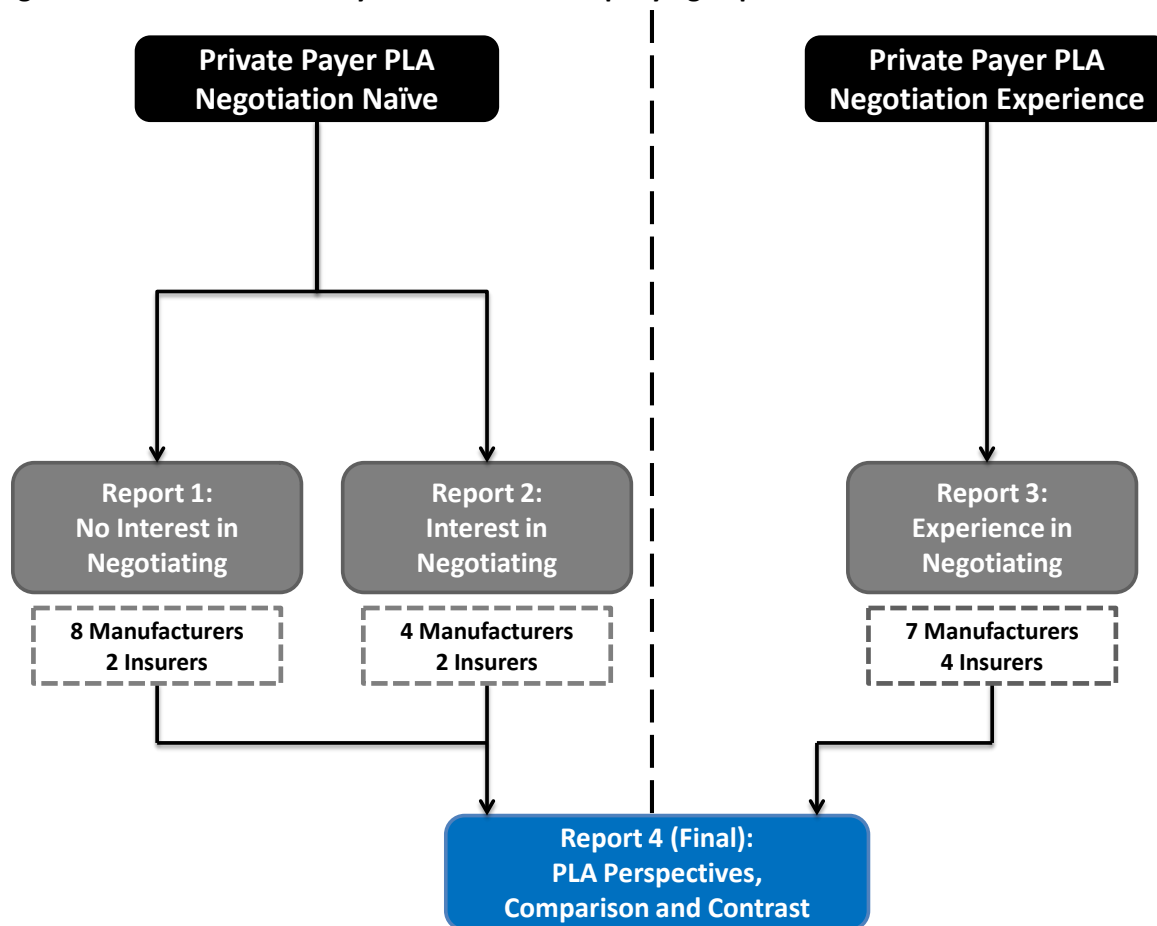 Private Payer PLA
Negotiation Naïve
Private Payer PLA
Negotiation Experience
Report 1:
No Interest in
Negotiating
Report 2:
Interest in
Negotiating
Report 3:
Experience in
Negotiating
8 Manufacturers
2 Insurers
4 Manufacturers
2 Insurers
7 Manufacturers
4 Insurers
Report 4 (Final):
PLA Perspectives,
Comparison and Contrast